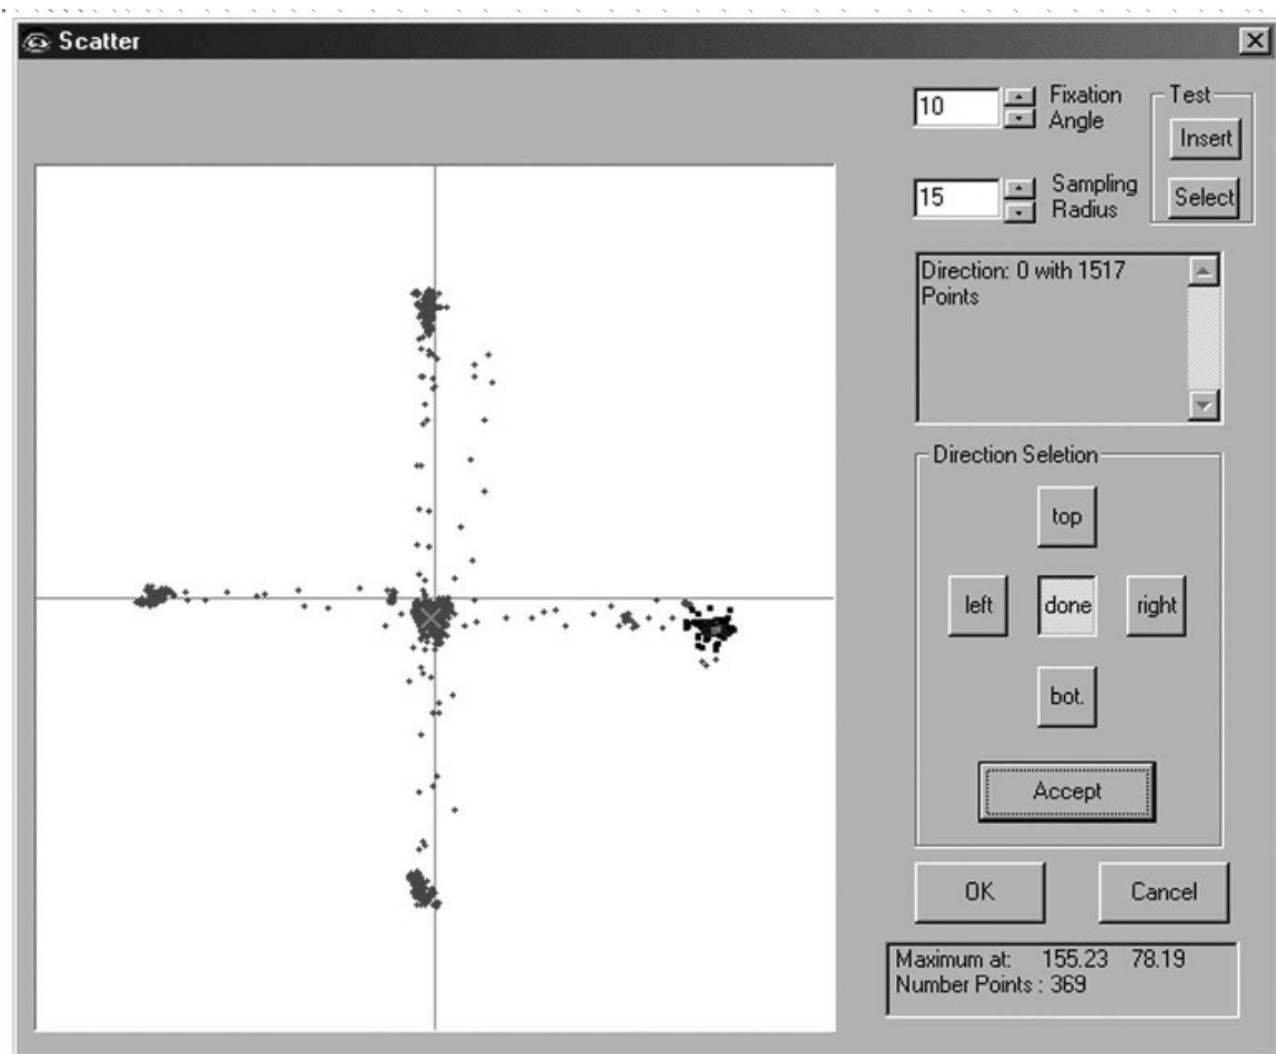 Scatter
10
Fixation
Angle
Test
Insert
15
Sampling
Radius
Select
Direction: 0 with 1517
Points
Direction Seletion
top
left
done
right
bot.
Accept
OK
Cancel
Maximum at: 155.23 78.19
Number Points : 369